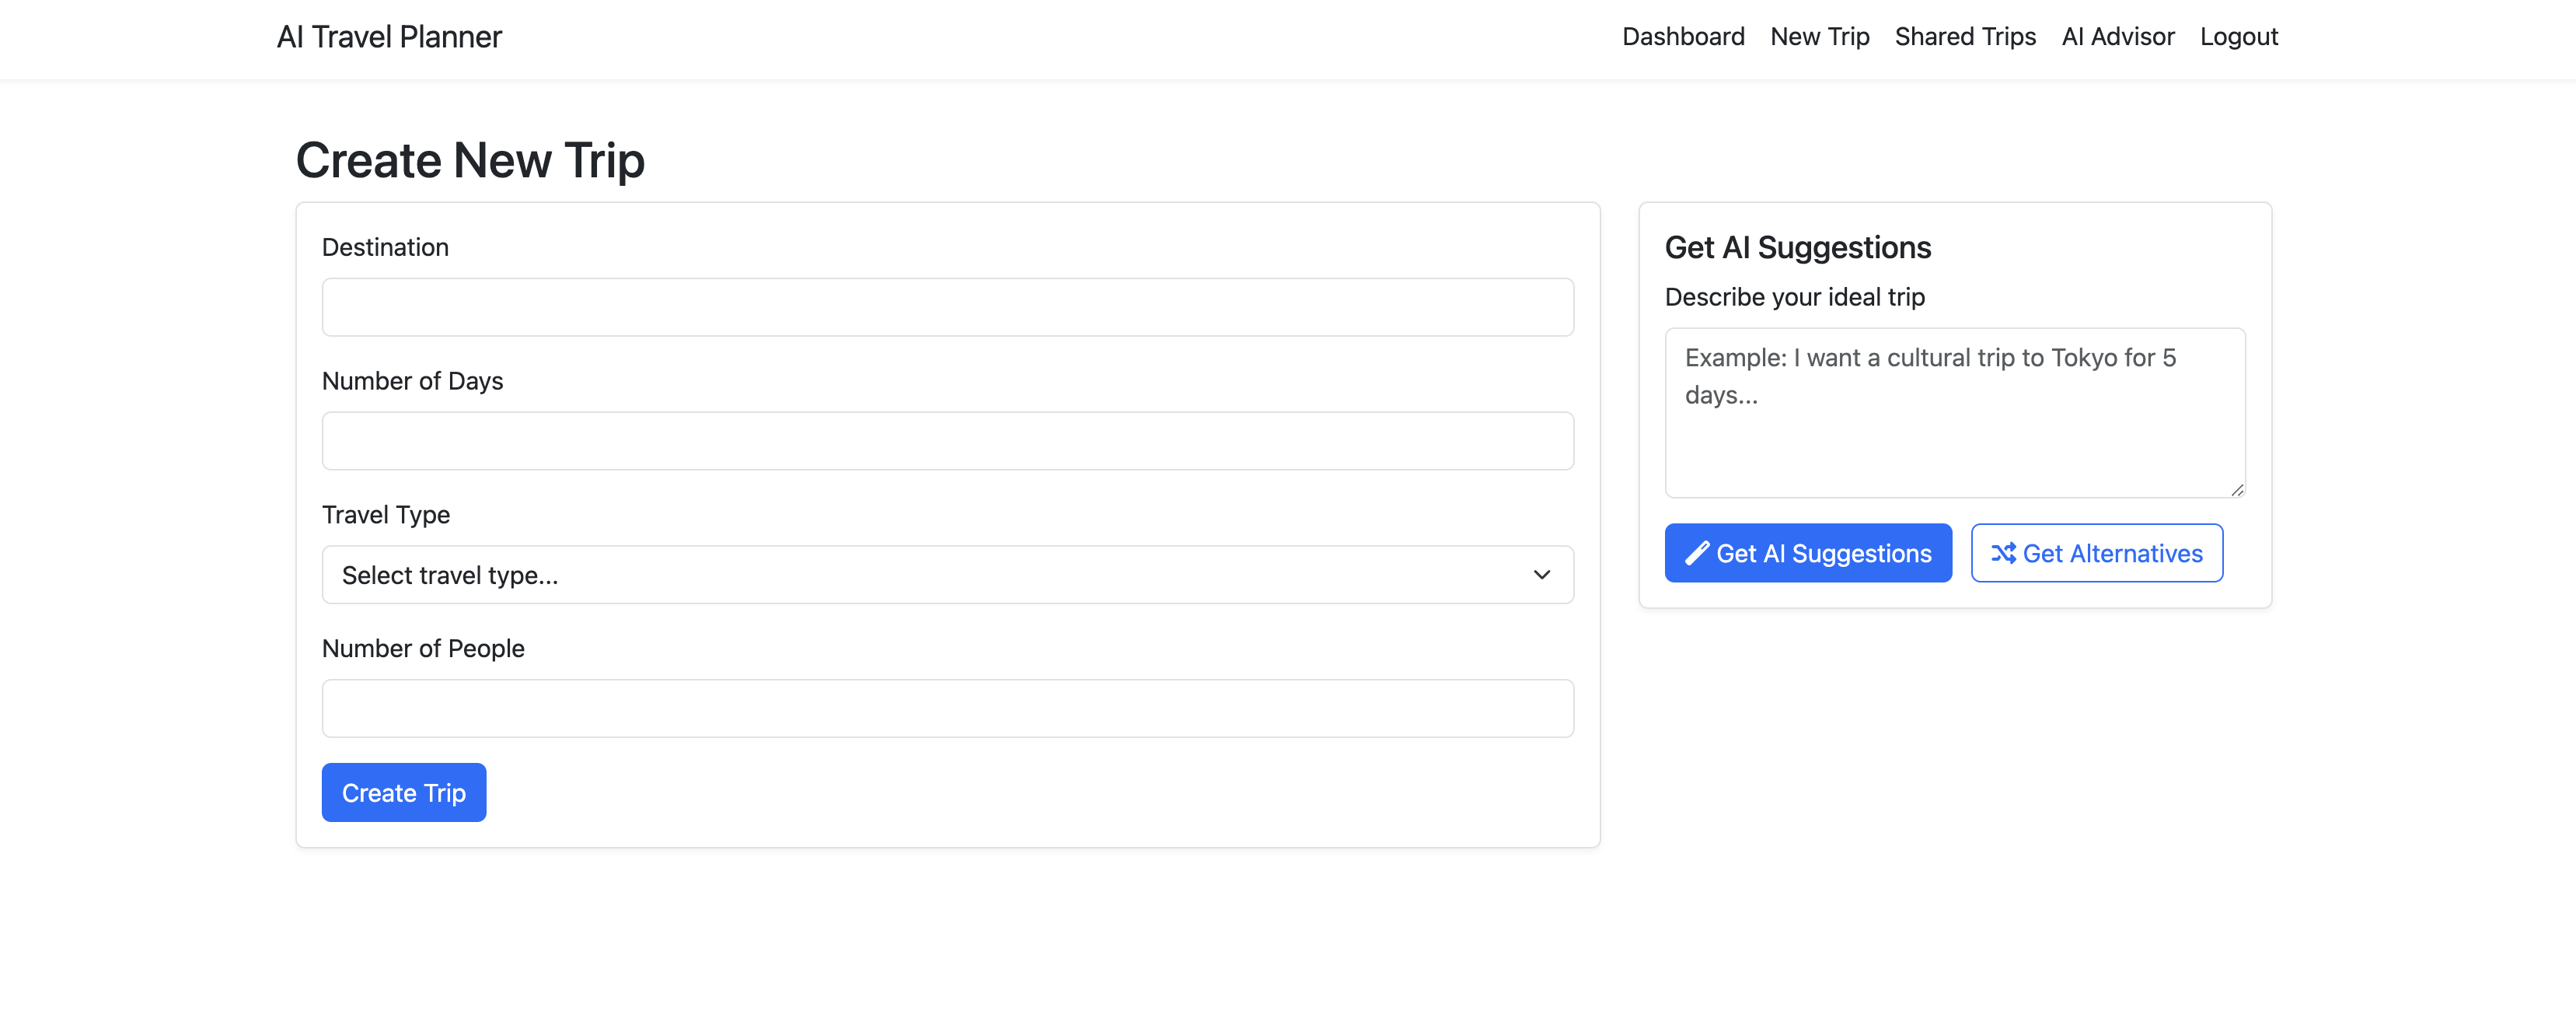 AI Travel Planner
Dashboard New Trip Shared Trips AI Advisor Logout
Create New Trip
Destination
Number of Days
Travel Type
Select travel type...
Number of People
Create Trip
Get AI Suggestions
Describe your ideal trip
Example: I want a cultural trip to Tokyo for 5
days...
Get AI Suggestions Get Alternatives